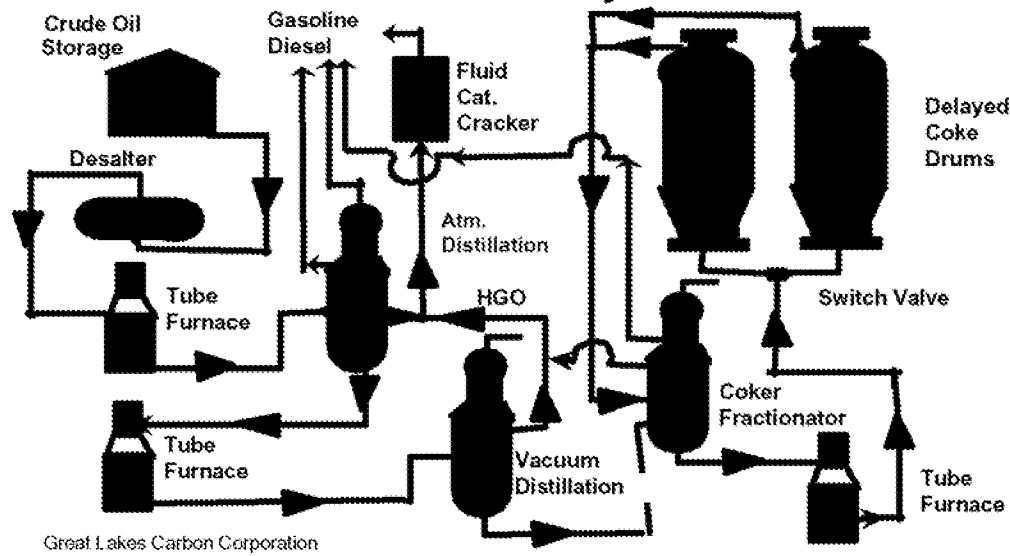 Crude Oil
Storage
Gasoline
Diesel
Fluid
Cat.
Cracker
Delayed
Coke
Drums
Desalter
Atm.
Distillation
Tube
Furnace
HGO
Switch Valve
Coker
Fractionator
Tube
Furnace
Vacuum
Distillation
Tube
Furnace
Great Lakes Carbon Corporation